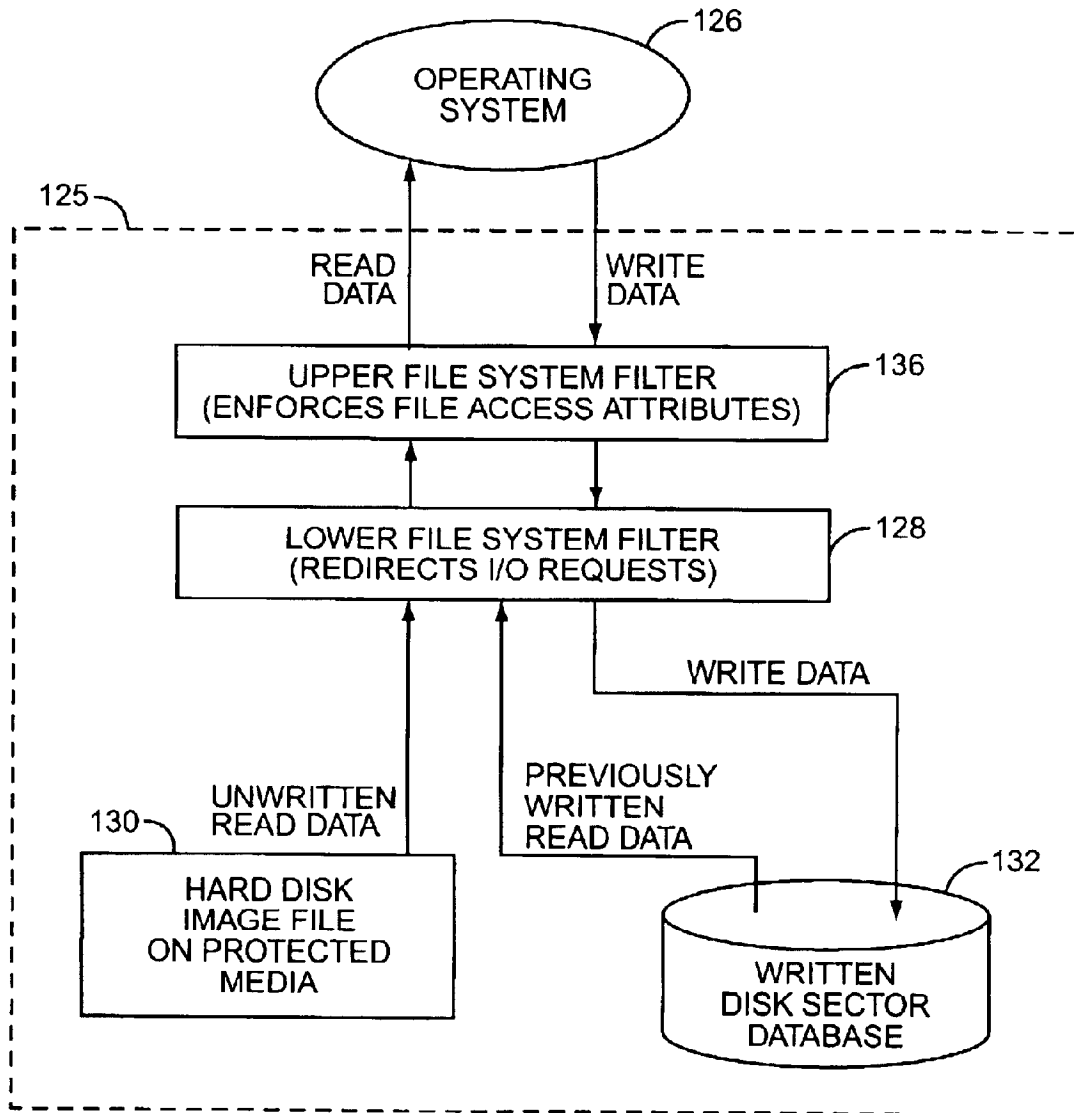 126
OPERATING
SYSTEM
125
READ
DATA
WRITE
DATA
UPPER FILE SYSTEM FILTER
(ENFORCES FILE ACCESS ATTRIBUTES)
136
LOWER FILE SYSTEM FILTER
(REDIRECTS I/O REQUESTS)
128
WRITE DATA
UNWRITTEN
READ DATA
PREVIOUSLY
WRITTEN
READ DATA
130
HARD DISK
IMAGE FILE
ON PROTECTED
MEDIA
132
WRITTEN
DISK SECTOR
DATABASE